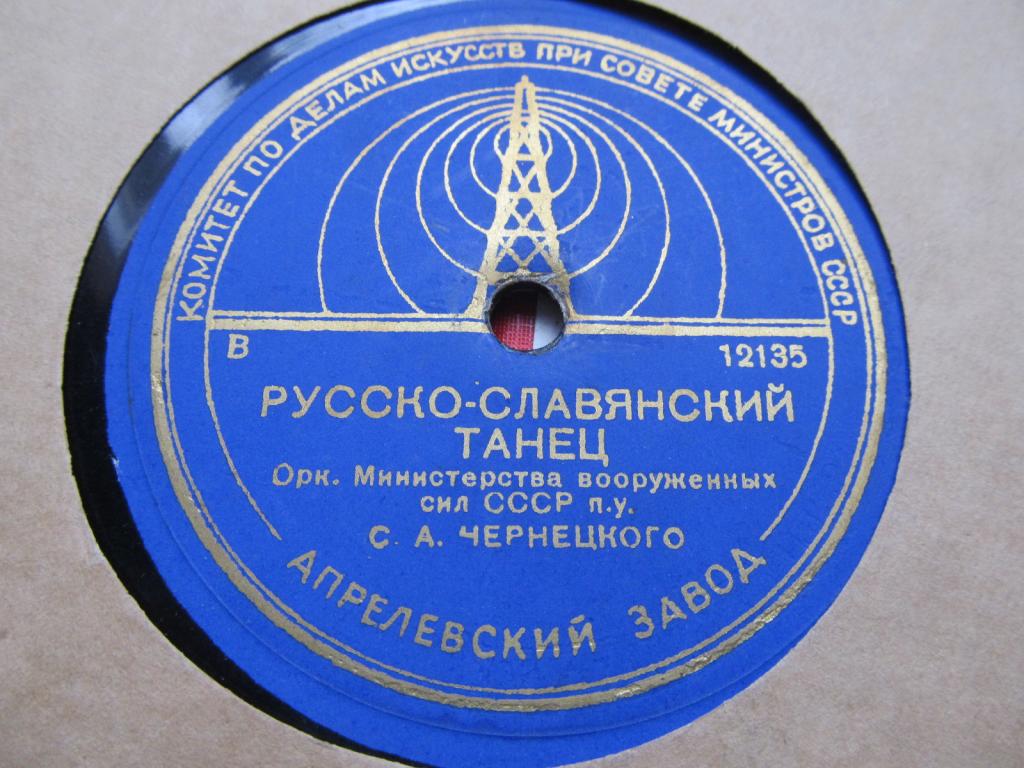 КОМИТЕТ ПО ДЕЛАМ ИСКУССТВ ПРИ СОВЕТЕ МИНИСТРОВ СССР
В 12135
РУССКО-СЛАВЯНСКИЙ
ТАНЕЦ
Орк. Министерства вооруженных
сил СССР п.у.
С. А. ЧЕРНЕЦКОГО
АПРЕЛЕВСКИЙ ЗАВОД